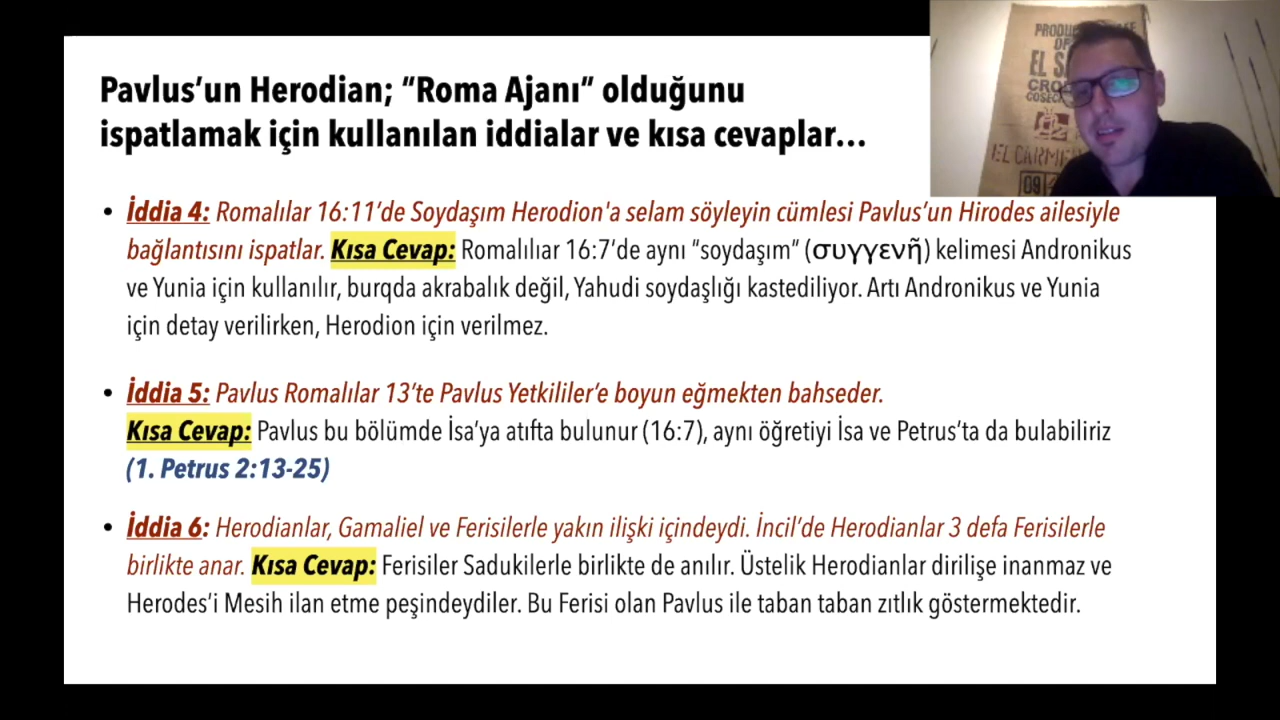 Pavlus’un Herodian; “Roma Ajanı” olduğunu
ispatlamak için kullanılan iddialar ve kısa cevaplar…
• İddia 4: Romalılar 16:11’de Soydaşım Herodion'a selam söyleyin cümlesi Pavlus’un Hirodes ailesiyle
bağlantısını ispatlar. Kısa Cevap: Romalılıar 16:7’de aynı “soydaşım” (συγγενῆ) kelimesi Andronikus
ve Yunia için kullanılır, burqda akrabalık değil, Yahudi soydaşlığı kastediliyor. Artı Andronikus ve Yunia
için detay verilirken, Herodion için verilmez.
• İddia 5: Pavlus Romalılar 13’te Pavlus Yetkililer’e boyun eğmekten bahseder.
Kısa Cevap: Pavlus bu bölümde İsa’ya atıfta bulunur (16:7), aynı öğretiyi İsa ve Petrus’ta da bulabiliriz
(1. Petrus 2:13-25)
• İddia 6: Herodianlar, Gamaliel ve Ferisilerle yakın ilişki içindeydi. İncil’de Herodianlar 3 defa Ferisilerle
birlikte anar. Kısa Cevap: Ferisiler Sadukilerle birlikte de anılır. Üstelik Herodianlar dirilişe inanmaz ve
Herodes’i Mesih ilan etme peşindeydiler. Bu Ferisi olan Pavlus ile taban taban zıtlık göstermektedir.
EL CARME
09